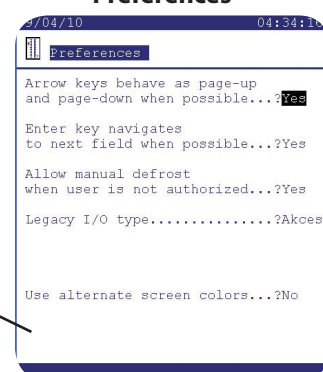 Preferences
9/04/10 04:34:16
Preferences
Arrow keys behave as page-up
and page-down when possible...?Yes
Enter key navigates
to next field when possible...?Yes
Allow manual defrost
when user is not authorized...?Yes
Legacy I/O type...............?Akces
Use alternate screen colors...?No